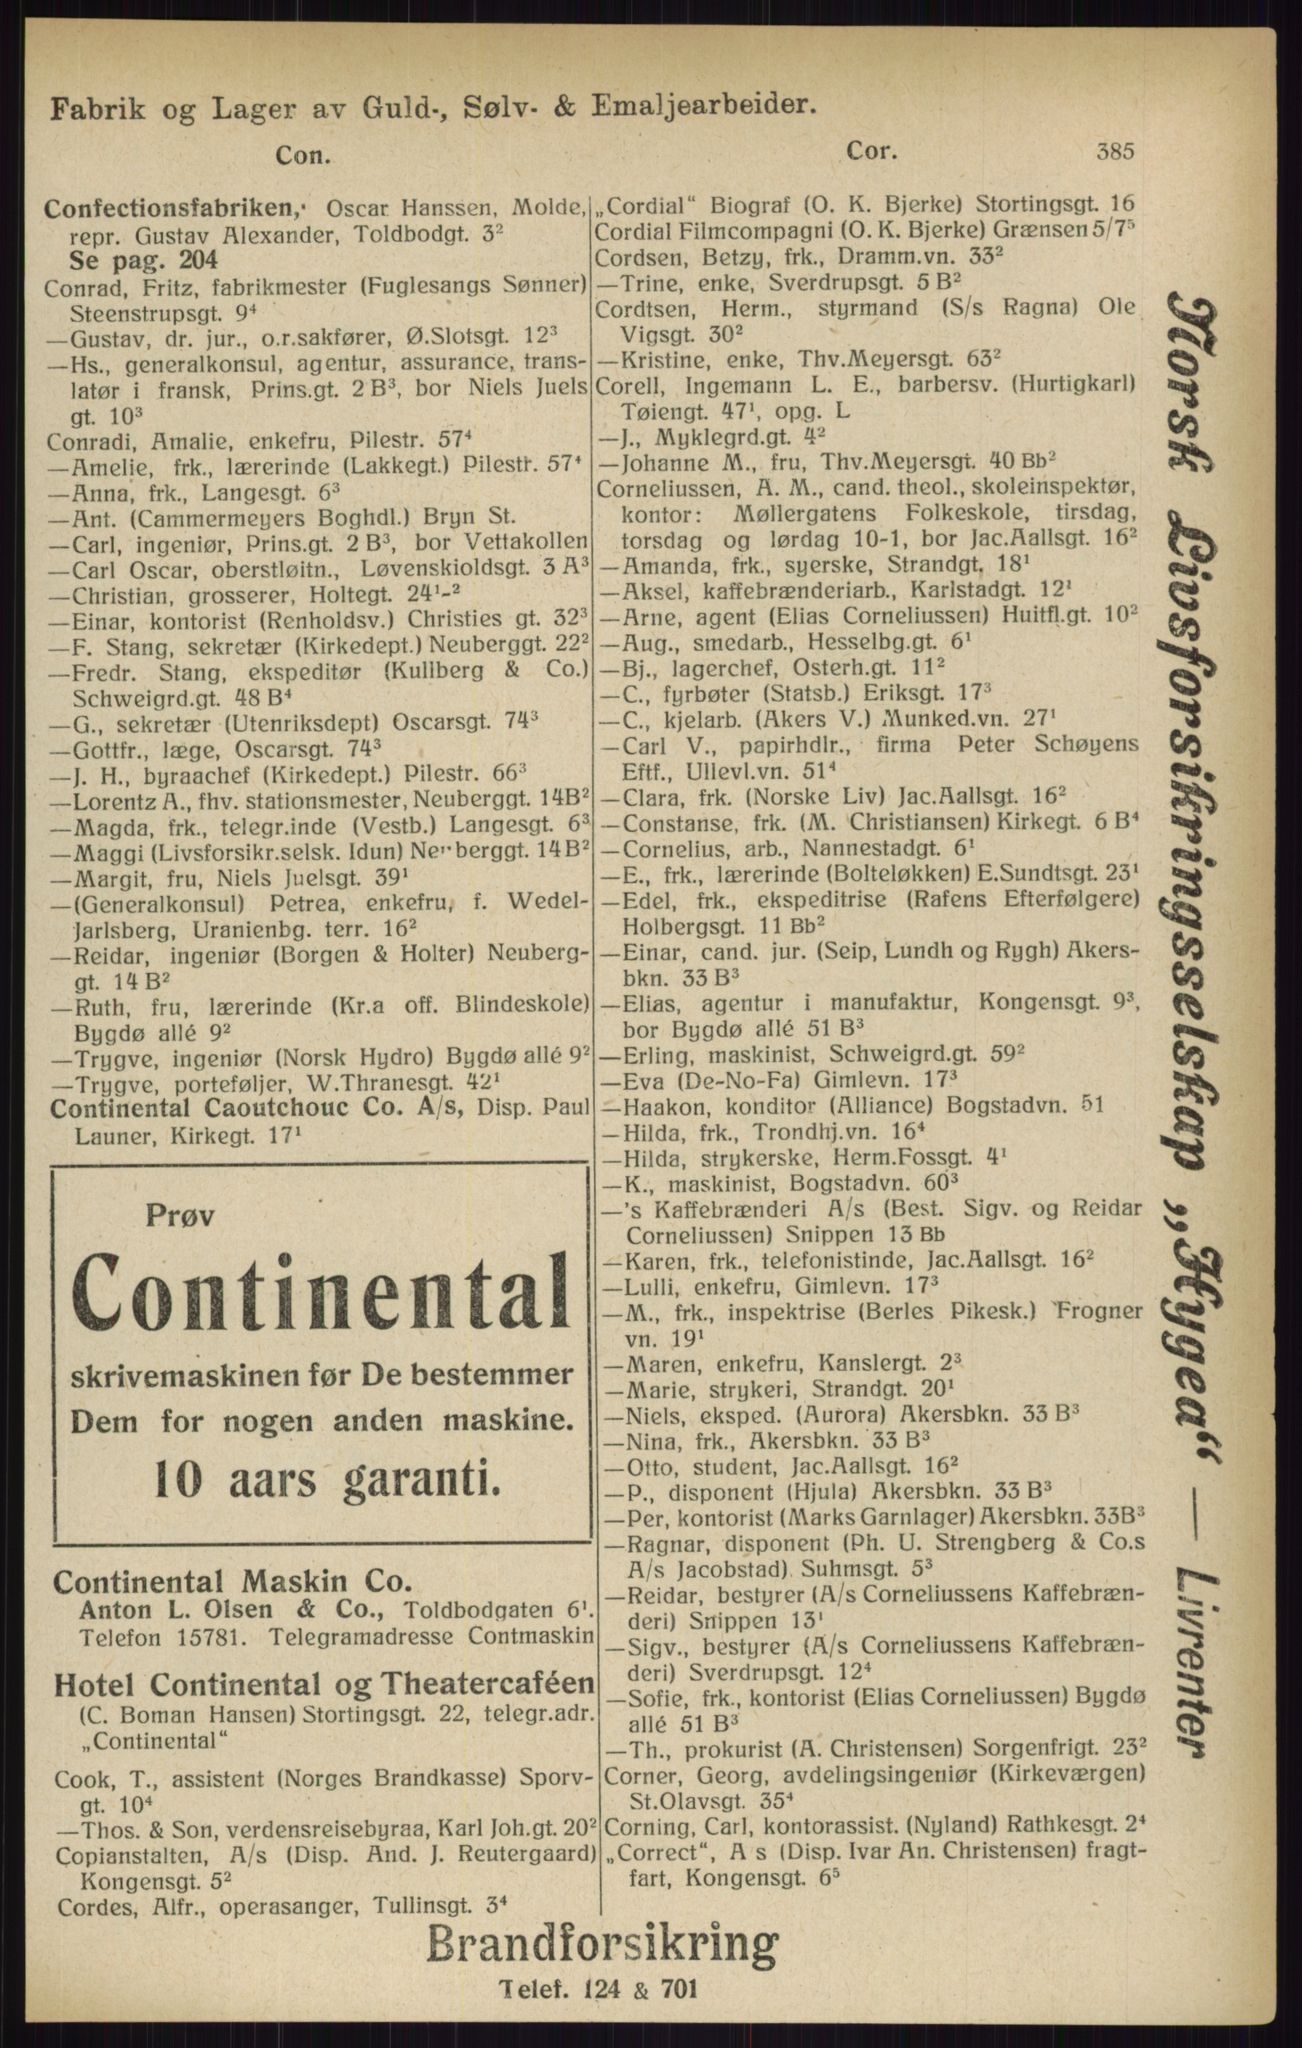 Fabrik og Lager av Guld-, Sølv- & Emaljearbeider.
Con.
Cor.
385
Confectionsfabriken, Oscar Hanssen, Molde,
repr. Gustav Alexander, Toldbodgt. 3²
Se pag. 204
Conrad, Fritz, fabrikmester (Fuglesangs Sønner)
Steenstrupsgt. 9⁴
—Gustav, dr. jur., o.r.sakfører, Ø.Slotsgt. 12³
—Hs., generalkonsul, agentur, assurance, trans-
latør i fransk, Prins.gt. 2 B³, bor Niels Juels
gt. 10³
Conradi, Amalie, enkefru, Pilestr. 57⁴
—Amelie, frk., lærerinde (Lakkegt.) Pilestr. 57⁴
—Anna, frk., Langesgt. 6³
—Ant. (Cammermeyers Boghdl.) Bryn St.
—Carl, ingeniør, Prins.gt. 2 B³, bor Vettakollen
—Carl Oscar, oberstløitn., Løvenskioldsgt. 3 A³
—Christian, grosserer, Holtegt. 24¹-²
—Einar, kontorist (Renholdsv.) Christies gt. 32³
—F. Stang, sekretær (Kirkedept.) Neuberggt. 22²
—Fredr. Stang, ekspeditør (Kullberg & Co.)
Schweigrd.gt. 48 B⁴
—G., sekretær (Utenriksdept) Oscarsgt. 74³
—Gottfr., læge, Oscarsgt. 74³
—J. H., byraachef (Kirkedept.) Pilestr. 66³
—Lorentz A., fhv. stationsmester, Neuberggt. 14B²
—Magda, frk., telegr.inde (Vestb.) Langesgt. 6³
—Maggi (Livsforsikr.selsk. Idun) Neuberggt. 14B²
—Margit, fru, Niels Juelsgt. 39¹
—(Generalkonsul) Petrea, enkefru, f. Wedel-
Jarlsberg, Uranienbg. terr. 16²
—Reidar, ingeniør (Borgen & Holter) Neuberg-
gt. 14 B²
—Ruth, fru, lærerinde (Kr.a off. Blindeskole)
Bygdø allé 9²
—Trygve, ingeniør (Norsk Hydro) Bygdø allé 9²
—Trygve, porteføljer, W.Thranesgt. 42¹
Continental Caoutchouc Co. A/s, Disp. Paul
Launer, Kirkegt. 17¹
Prøv
Continental
skrivemaskinen før De bestemmer
Dem for nogen anden maskine.
10 aars garanti.
Continental Maskin Co.
Anton L. Olsen & Co., Toldbodgaten 6¹.
Telefon 15781. Telegramadresse Contmaskin
Hotel Continental og Theatercaféen
(C. Boman Hansen) Stortingsgt. 22, telegr.adr.
„Continental“
Cook, T., assistent (Norges Brandkasse) Sporv-
gt. 10⁴
—Thos. & Son, verdensreisebyraa, Karl Joh.gt. 20²
Copianstalten, A/s (Disp. And. J. Reutergaard)
Kongensgt. 5²
Cordes, Alfr., operasanger, Tullinsgt. 3⁴
„Cordial“ Biograf (O. K. Bjerke) Stortingsgt. 16
Cordial Filmcompagni (O. K. Bjerke) Grænsen 5/7⁵
Cordsen, Betzy, frk., Dramm.vn. 33²
—Trine, enke, Sverdrupsgt. 5 B²
Cordtsen, Herm., styrmand (S/s Ragna) Ole
Vigsgt. 30²
—Kristine, enke, Thv.Meyersgt. 63²
Corell, Ingemann L. E., barbersv. (Hurtigkarl)
Tøiengt. 47¹, opg. L
—J., Myklegrd.gt. 4²
—Johanne M., fru, Thv.Meyersgt. 40 Bb²
Corneliussen, A. M., cand. theol., skoleinspektør,
kontor: Møllergatens Folkeskole, tirsdag,
torsdag og lørdag 10-1, bor Jac.Aallsgt. 16²
—Amanda, frk., syerske, Strandgt. 18¹
—Aksel, kaffebrænderiarb., Karlstadgt. 12¹
—Arne, agent (Elias Corneliussen) Huitfl.gt. 10²
—Aug., smedarb., Hesselbg.gt. 6¹
—Bj., lagerchef, Osterh.gt. 11²
—C., fyrbøter (Statsb.) Eriksgt. 17³
—C., kjelarb. (Akers V.) Munked.vn. 27¹
—Carl V., papirhdlr., firma Peter Schøyens
Eftf., Ullevl.vn. 51⁴
—Clara, frk. (Norske Liv) Jac.Aallsgt. 16²
—Constanse, frk. (M. Christiansen) Kirkegt. 6 B⁴
—Cornelius, arb., Nannestadgt. 6¹
—E., frk., lærerinde (Bolteløkken) E.Sundtsgt. 23¹
—Edel, frk., ekspeditrise (Rafens Efterfølgere)
Holbergsgt. 11 Bb²
—Einar, cand. jur. (Seip, Lundh og Rygh) Akers-
bkn. 33 B³
—Elias, agentur i manufaktur, Kongensgt. 9³,
bor Bygdø allé 51 B³
—Erling, maskinist, Schweigrd.gt. 59²
—Eva (De-No-Fa) Gimlevn. 17³
—Haakon, konditor (Alliance) Bogstadvn. 51
—Hilda, frk., Trondhj.vn. 16⁴
—Hilda, strykerske, Herm.Fossgt. 4¹
—K., maskinist, Bogstadvn. 60³
—'s Kaffebrænderi A/s (Best. Sigv. og Reidar
Corneliussen) Snippen 13 Bb
—Karen, frk., telefonistinde, Jac.Aallsgt. 16²
—Lulli, enkefru, Gimlevn. 17³
—M., frk., inspektrise (Berles Pikesk.) Frogner
vn. 19¹
—Maren, enkefru, Kanslergt. 2³
—Marie, strykeri, Strandgt. 20¹
—Niels, eksped. (Aurora) Akersbkn. 33 B³
—Nina, frk., Akersbkn. 33 B³
—Otto, student, Jac.Aallsgt. 16²
—P., disponent (Hjula) Akersbkn. 33 B³
—Per, kontorist (Marks Garnlager) Akersbkn. 33B³
—Ragnar, disponent (Ph. U. Strengberg & Co.s
A/s Jacobstad) Suhmsgt. 5³
—Reidar, bestyrer (A/s Corneliussens Kaffebræn-
deri) Snippen 13¹
—Sigv., bestyrer (A/s Corneliussens Kaffebræn-
deri) Sverdrupsgt. 12⁴
—Sofie, frk., kontorist (Elias Corneliussen) Bygdø
allé 51 B³
—Th., prokurist (A. Christensen) Sorgenfrigt. 23²
Corner, Georg, avdelingsingeniør (Kirkeværgen)
St.Olavsgt. 35⁴
Corning, Carl, kontorassist. (Nyland) Rathkesgt. 2⁴
„Correct“, A s (Disp. Ivar An. Christensen) fragt-
fart, Kongensgt. 6⁵
Norsk Livsforsikringsselskap „Hygea“ — Livrenter
Brandforsikring
Telef. 124 & 701